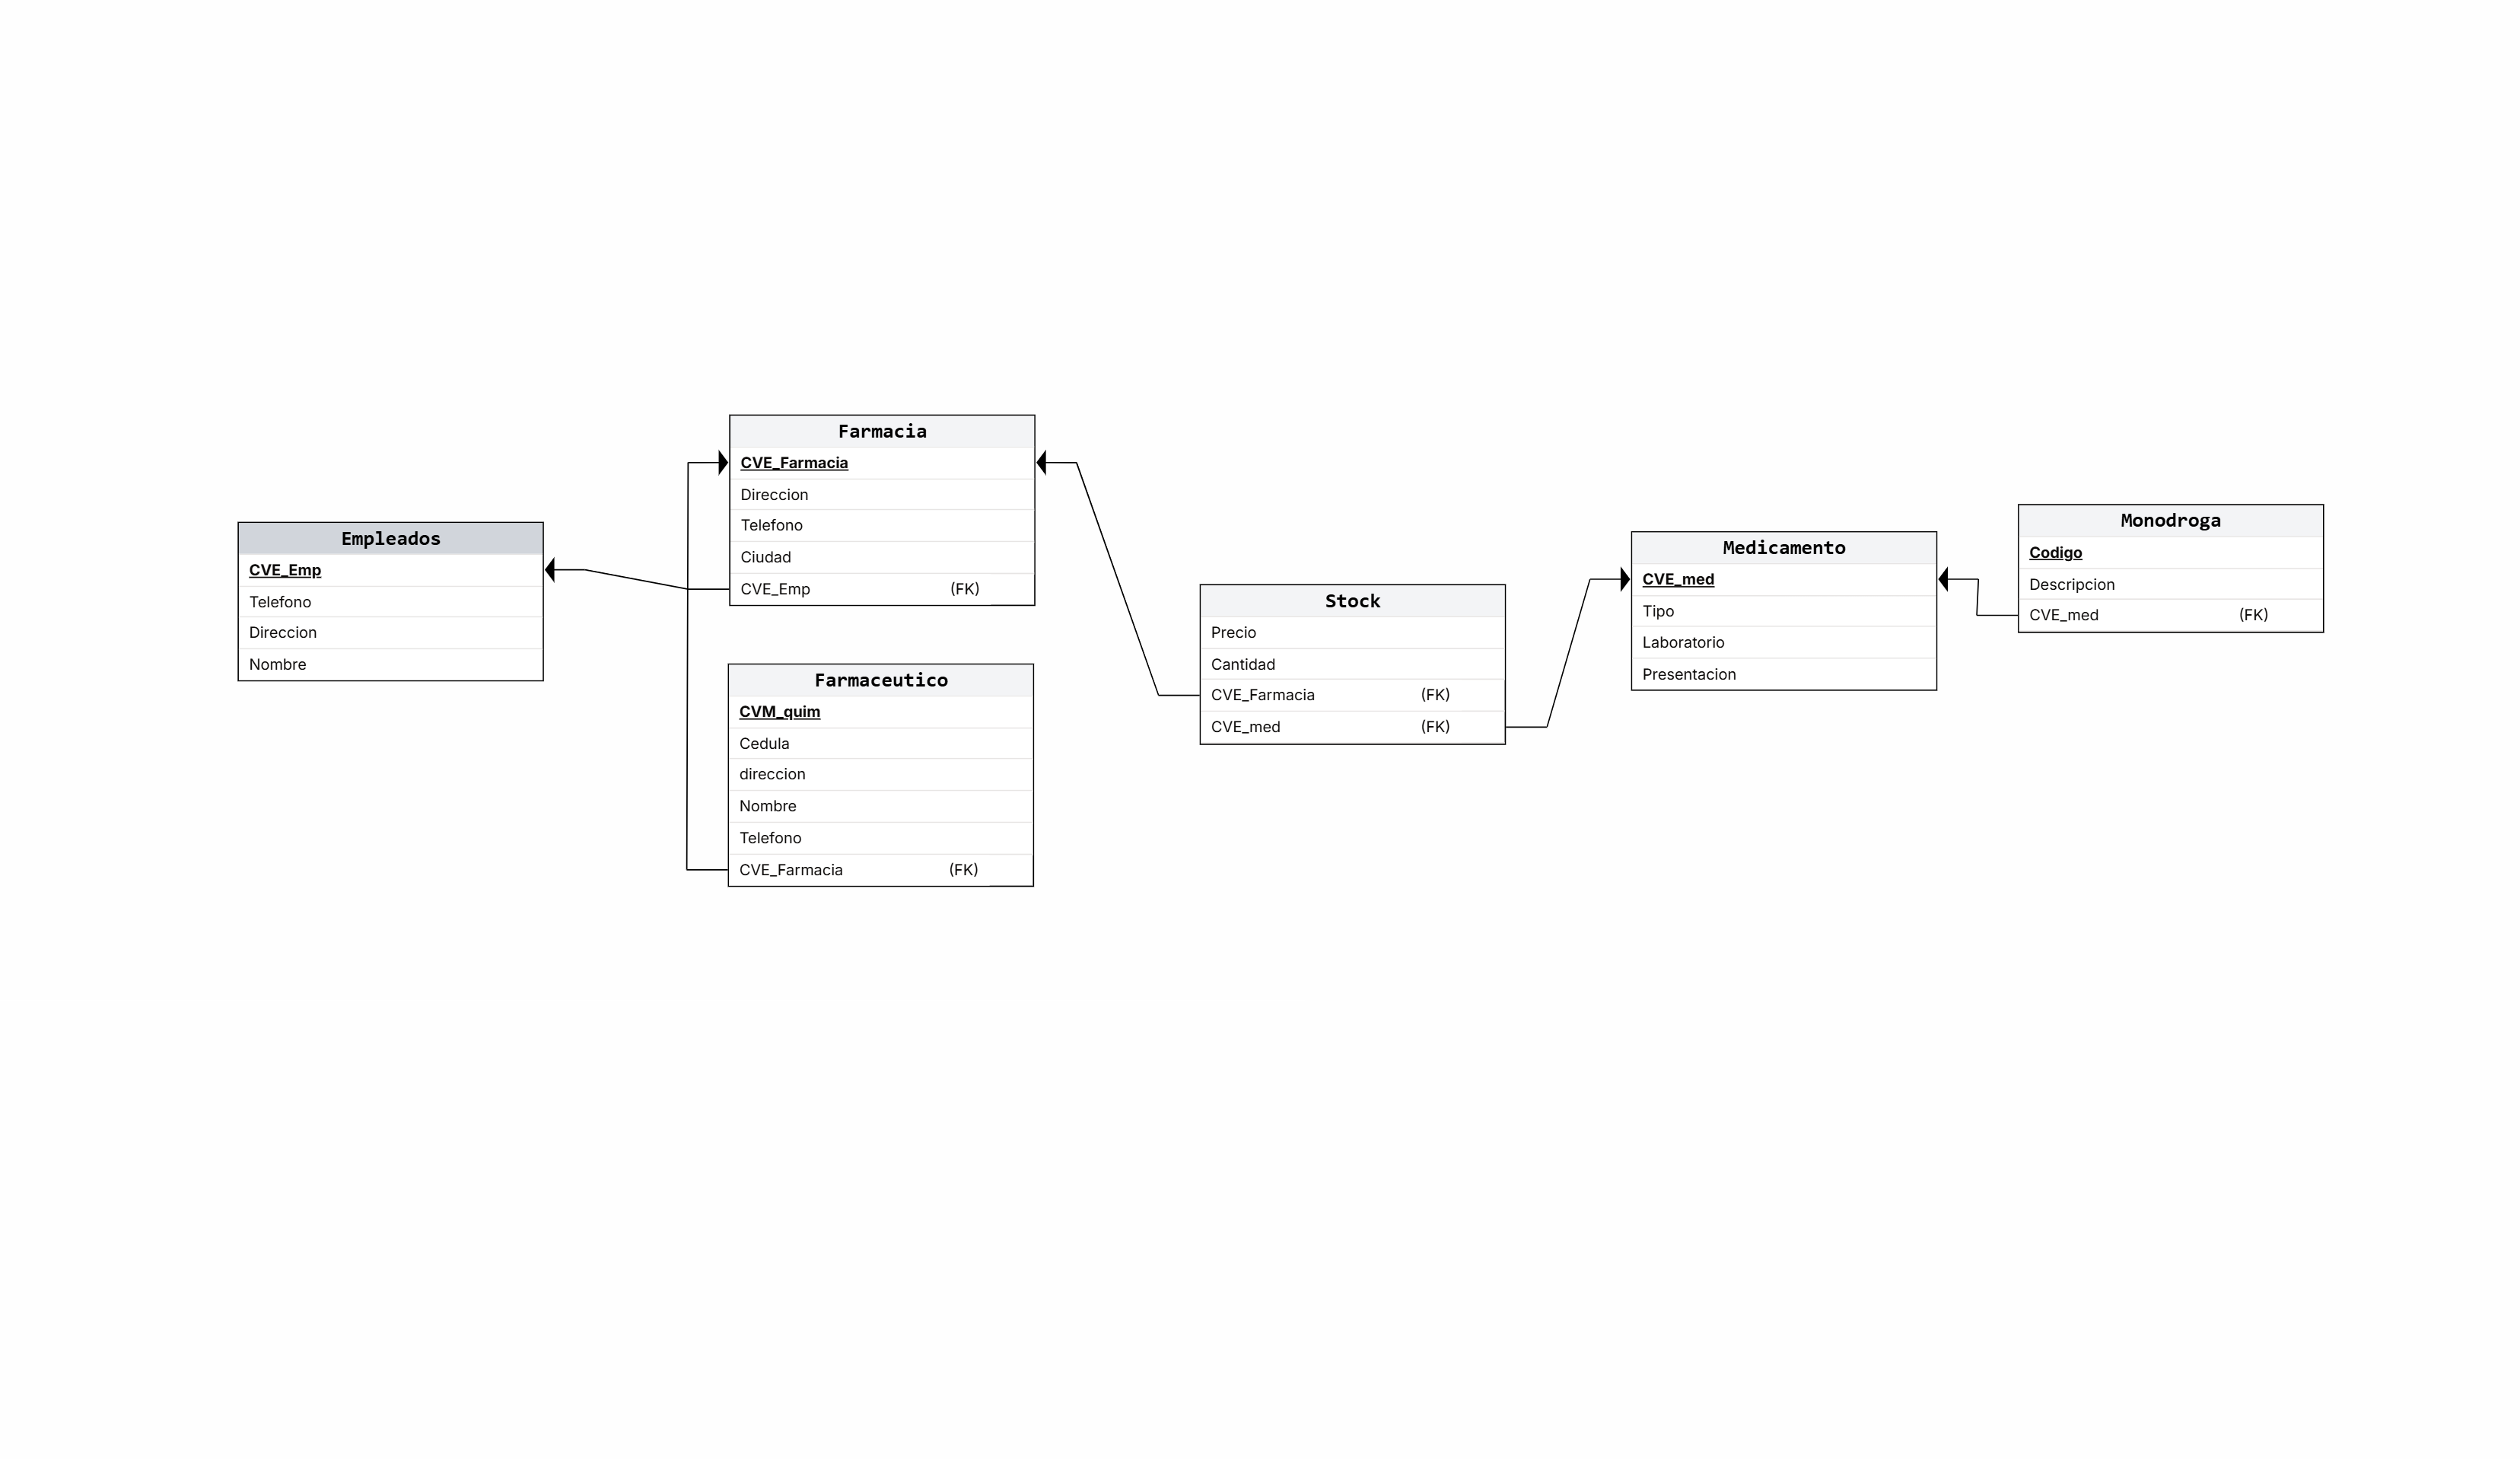 Empleados
CVE_Emp
Telefono
Direccion
Nombre
Farmacia
CVE_Farmacia
Direccion
Telefono
Ciudad
CVE_Emp (FK)
Farmaceutico
CVM_quim
Cedula
direccion
Nombre
Telefono
CVE_Farmacia (FK)
Stock
Precio
Cantidad
CVE_Farmacia (FK)
CVE_med (FK)
Medicamento
CVE_med
Tipo
Laboratorio
Presentacion
Monodroga
Codigo
Descripcion
CVE_med (FK)